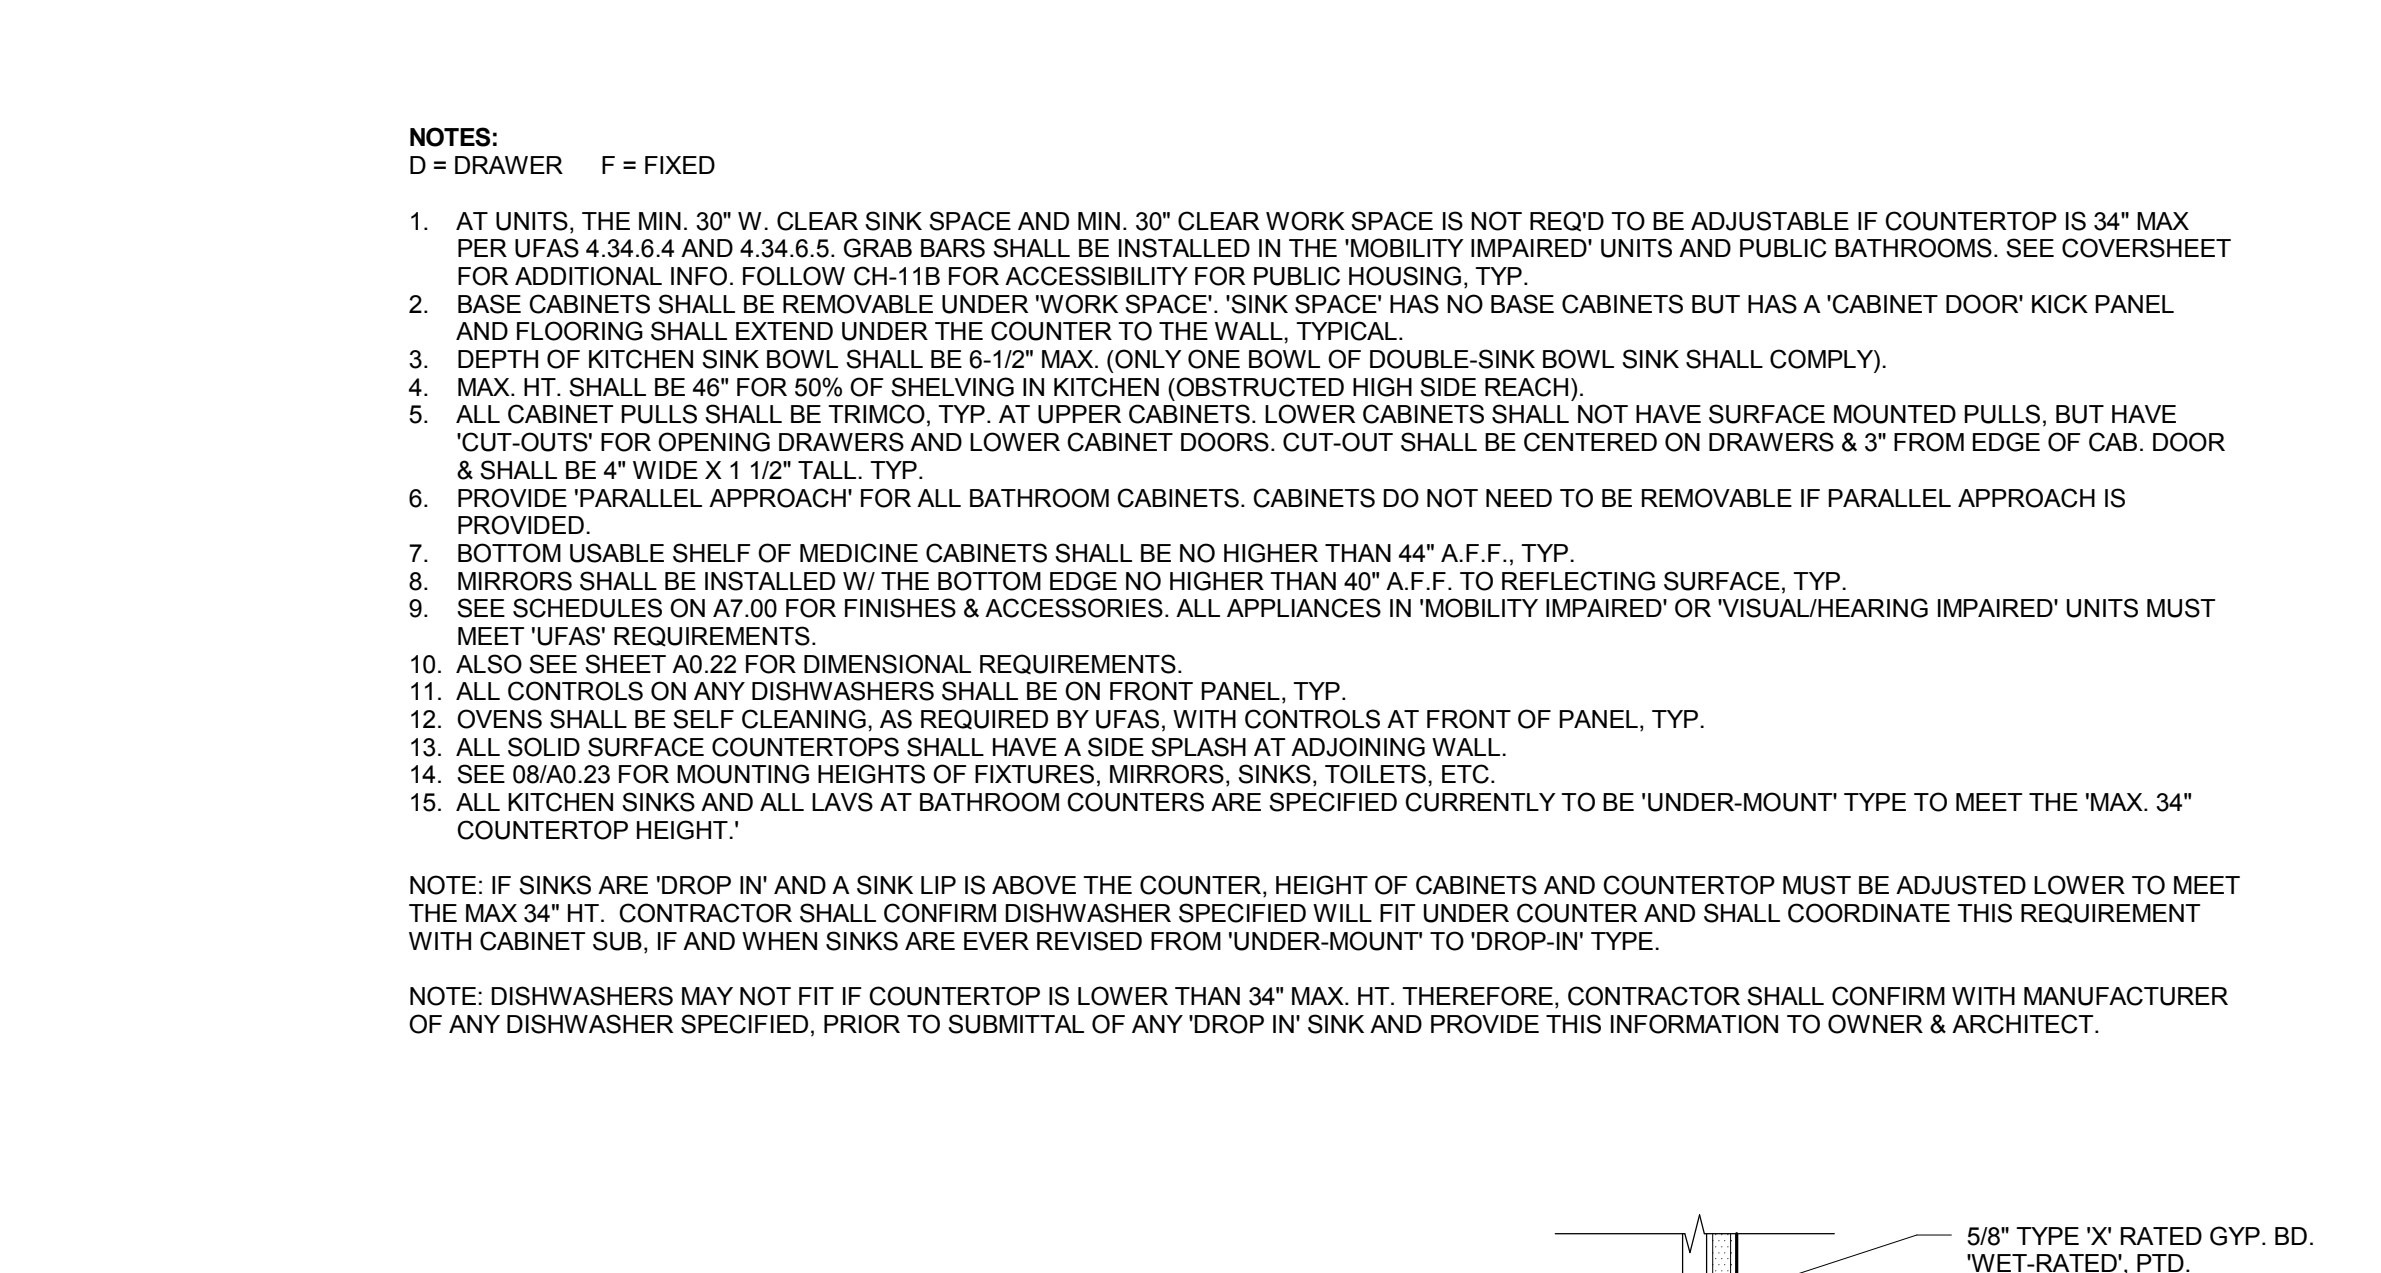 NOTES:
D = DRAWER F = FIXED
1. AT UNITS, THE MIN. 30" W. CLEAR SINK SPACE AND MIN. 30" CLEAR WORK SPACE IS NOT REQ'D TO BE ADJUSTABLE IF COUNTERTOP IS 34" MAX
PER UFAS 4.34.6.4 AND 4.34.6.5. GRAB BARS SHALL BE INSTALLED IN THE 'MOBILITY IMPAIRED' UNITS AND PUBLIC BATHROOMS. SEE COVERSHEET
FOR ADDITIONAL INFO. FOLLOW CH-11B FOR ACCESSIBILITY FOR PUBLIC HOUSING, TYP.
2. BASE CABINETS SHALL BE REMOVABLE UNDER 'WORK SPACE'. 'SINK SPACE' HAS NO BASE CABINETS BUT HAS A 'CABINET DOOR' KICK PANEL
AND FLOORING SHALL EXTEND UNDER THE COUNTER TO THE WALL, TYPICAL.
3. DEPTH OF KITCHEN SINK BOWL SHALL BE 6-1/2" MAX. (ONLY ONE BOWL OF DOUBLE-SINK BOWL SINK SHALL COMPLY).
4. MAX. HT. SHALL BE 46" FOR 50% OF SHELVING IN KITCHEN (OBSTRUCTED HIGH SIDE REACH).
5. ALL CABINET PULLS SHALL BE TRIMCO, TYP. AT UPPER CABINETS. LOWER CABINETS SHALL NOT HAVE SURFACE MOUNTED PULLS, BUT HAVE
'CUT-OUTS' FOR OPENING DRAWERS AND LOWER CABINET DOORS. CUT-OUT SHALL BE CENTERED ON DRAWERS & 3" FROM EDGE OF CAB. DOOR
& SHALL BE 4" WIDE X 1 1/2" TALL. TYP.
6. PROVIDE 'PARALLEL APPROACH' FOR ALL BATHROOM CABINETS. CABINETS DO NOT NEED TO BE REMOVABLE IF PARALLEL APPROACH IS
PROVIDED.
7. BOTTOM USABLE SHELF OF MEDICINE CABINETS SHALL BE NO HIGHER THAN 44" A.F.F., TYP.
8. MIRRORS SHALL BE INSTALLED W/ THE BOTTOM EDGE NO HIGHER THAN 40" A.F.F. TO REFLECTING SURFACE, TYP.
9. SEE SCHEDULES ON A7.00 FOR FINISHES & ACCESSORIES. ALL APPLIANCES IN 'MOBILITY IMPAIRED' OR 'VISUAL/HEARING IMPAIRED' UNITS MUST
MEET 'UFAS' REQUIREMENTS.
10. ALSO SEE SHEET A0.22 FOR DIMENSIONAL REQUIREMENTS.
11. ALL CONTROLS ON ANY DISHWASHERS SHALL BE ON FRONT PANEL, TYP.
12. OVENS SHALL BE SELF CLEANING, AS REQUIRED BY UFAS, WITH CONTROLS AT FRONT OF PANEL, TYP.
13. ALL SOLID SURFACE COUNTERTOPS SHALL HAVE A SIDE SPLASH AT ADJOINING WALL.
14. SEE 08/A0.23 FOR MOUNTING HEIGHTS OF FIXTURES, MIRRORS, SINKS, TOILETS, ETC.
15. ALL KITCHEN SINKS AND ALL LAVS AT BATHROOM COUNTERS ARE SPECIFIED CURRENTLY TO BE 'UNDER-MOUNT' TYPE TO MEET THE 'MAX. 34"
COUNTERTOP HEIGHT.'
NOTE: IF SINKS ARE 'DROP IN' AND A SINK LIP IS ABOVE THE COUNTER, HEIGHT OF CABINETS AND COUNTERTOP MUST BE ADJUSTED LOWER TO MEET
THE MAX 34" HT. CONTRACTOR SHALL CONFIRM DISHWASHER SPECIFIED WILL FIT UNDER COUNTER AND SHALL COORDINATE THIS REQUIREMENT
WITH CABINET SUB, IF AND WHEN SINKS ARE EVER REVISED FROM 'UNDER-MOUNT' TO 'DROP-IN' TYPE.
NOTE: DISHWASHERS MAY NOT FIT IF COUNTERTOP IS LOWER THAN 34" MAX. HT. THEREFORE, CONTRACTOR SHALL CONFIRM WITH MANUFACTURER
OF ANY DISHWASHER SPECIFIED, PRIOR TO SUBMITTAL OF ANY 'DROP IN' SINK AND PROVIDE THIS INFORMATION TO OWNER & ARCHITECT.
5/8" TYPE 'X' RATED GYP. BD.
'WET-RATED', PTD.